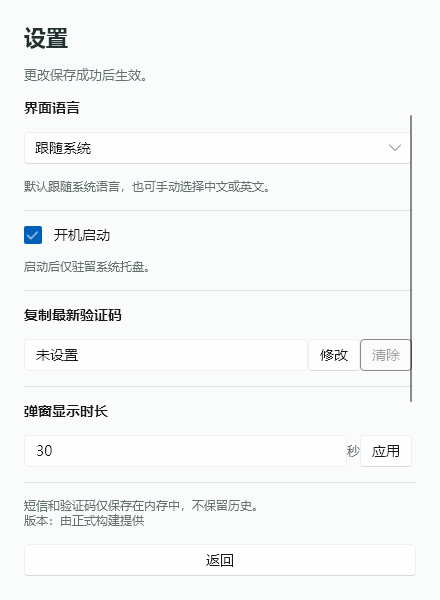 设置
更改保存成功后生效。
界面语言
跟随系统
默认跟随系统语言，也可手动选择中文或英文。
开机启动
启动后仅驻留系统托盘。
复制最新验证码
未设置 修改 清除
弹窗显示时长
30 秒 应用
短信和验证码仅保存在内存中，不保留历史。
版本：由正式构建提供
返回